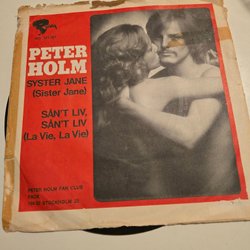 PETER
HOLM
SYSTER JANE
(Sister Jane)
SÅN'T LIV,
SÅN'T LIV
(La Vie, La Vie)
PETER HOLM FAN CLUB
FACK
STOCKHOLM